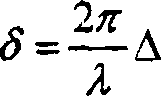 δ = 2π/λ Δ